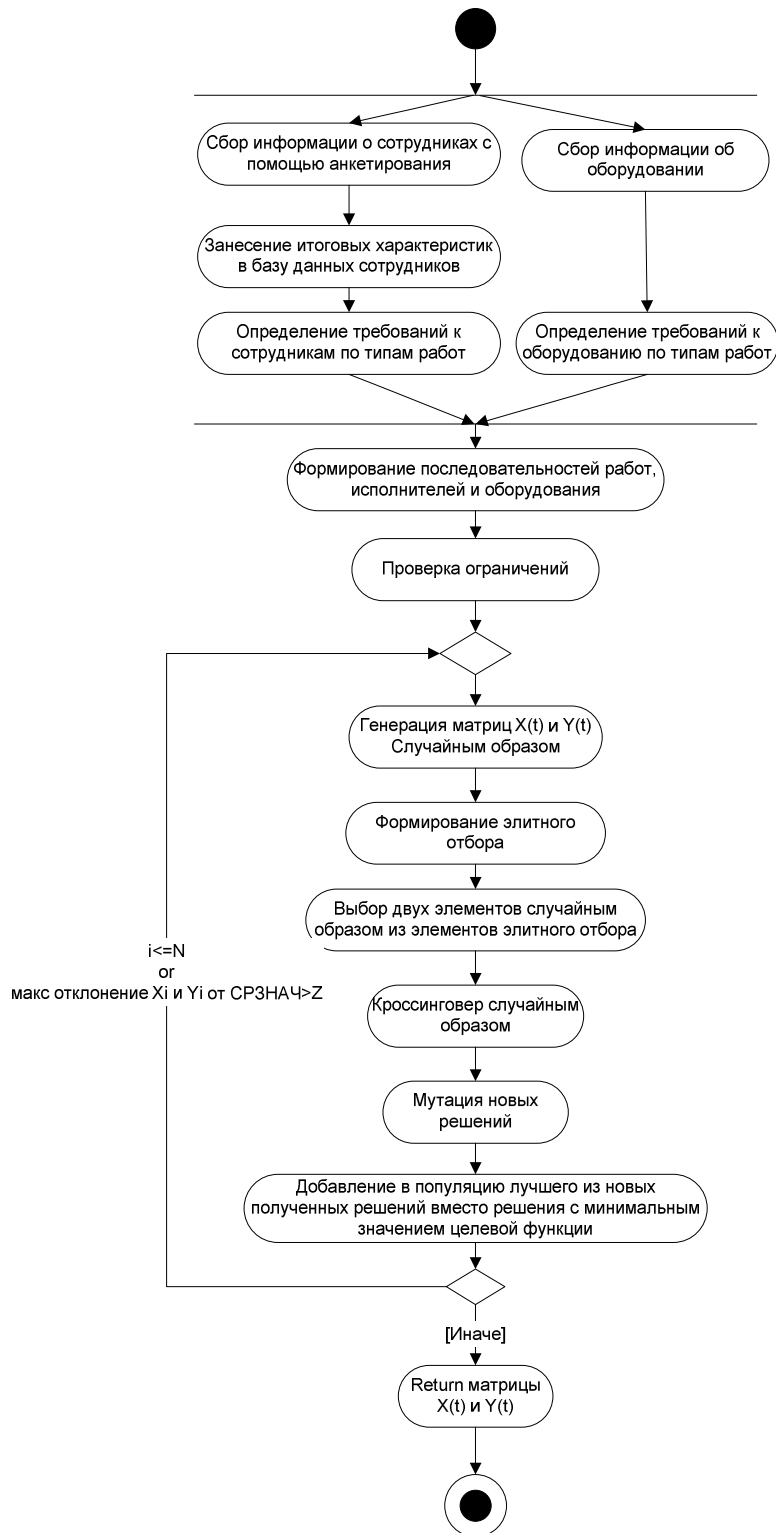 Сбор информации о сотрудниках с
помощью анкетирования
Сбор информации об
оборудовании
Занесение итоговых характеристик
в базу данных сотрудников
Определение требований к
сотрудникам по типам работ
Определение требований к
оборудованию по типам работ
Формирование последовательностей работ,
исполнителей и оборудования
Проверка ограничений
Генерация матриц X(t) и Y(t)
Случайным образом
Формирование элитного
отбора
Выбор двух элементов случайным
образом из элементов элитного отбора
i<=N
or
макс отклонение Xi и Yi от СРЗНАЧ>Z
Кроссинговер случайным
образом
Мутация новых
решений
Добавление в популяцию лучшего из новых
полученных решений вместо решения с минимальным
значением целевой функции
[Иначе]
Return матрицы
X(t) и Y(t)